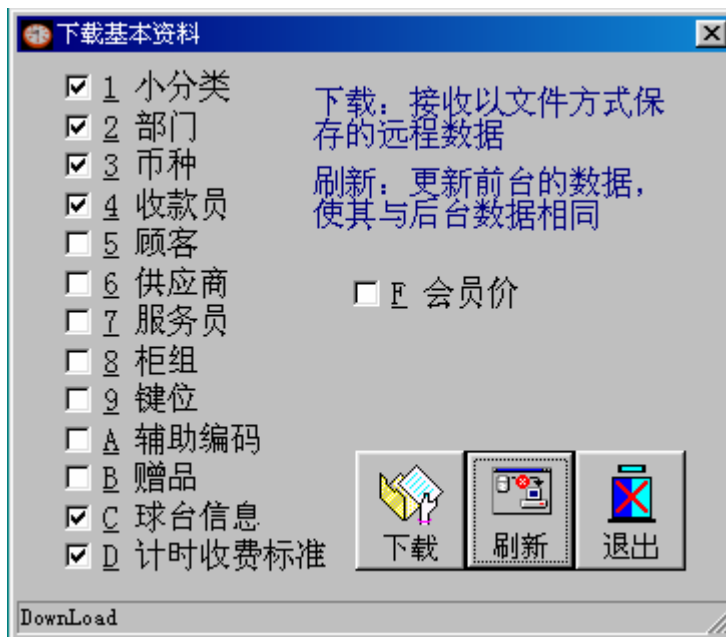 下载基本资料
1 小分类
2 部门
3 币种
4 收款员
5 顾客
6 供应商
7 服务员
8 柜组
9 键位
A 辅助编码
B 赠品
C 球台信息
D 计时收费标准
下载：接收以文件方式保
存的远程数据
刷新：更新前台的数据，
使其与后台数据相同
F 会员价
下载
刷新
退出
DownLoad